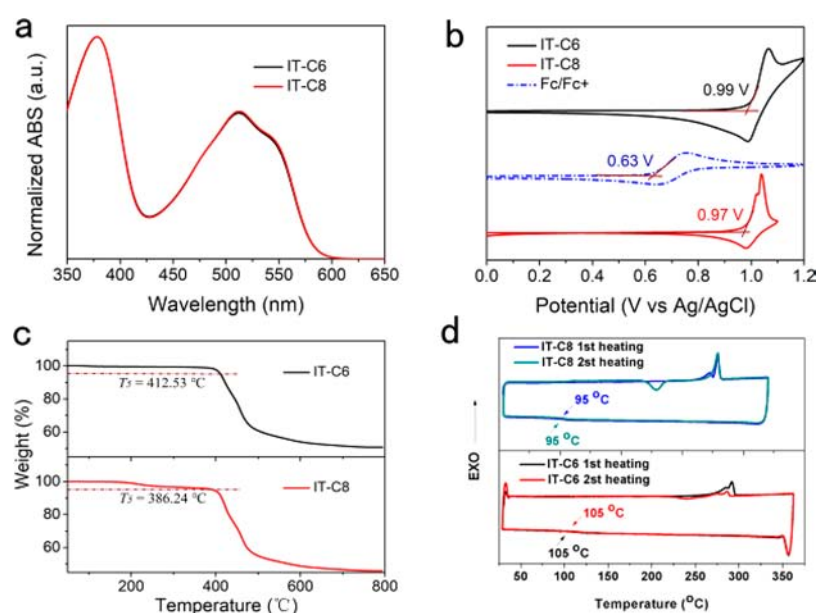 a
IT-C6
IT-C8
Normalized ABS (a.u.)
350 400 450 500 550 600 650
Wavelength (nm)
b
IT-C6
IT-C8
Fc/Fc+
0.99 V
0.63 V
0.97 V
0.0 0.2 0.4 0.6 0.8 1.0 1.2
Potential (V vs Ag/AgCl)
c
100
80
60
T5 = 412.53 ℃
IT-C6
Weight (%)
100
80
60
T5 = 386.24 ℃
IT-C8
200 400 600 800
Temperature (℃)
d
IT-C8 1st heating
IT-C8 2st heating
95 °C
95 °C
EXO
IT-C6 1st heating
IT-C6 2st heating
105 °C
105 °C
50 100 150 200 250 300 350
Temperature (°C)